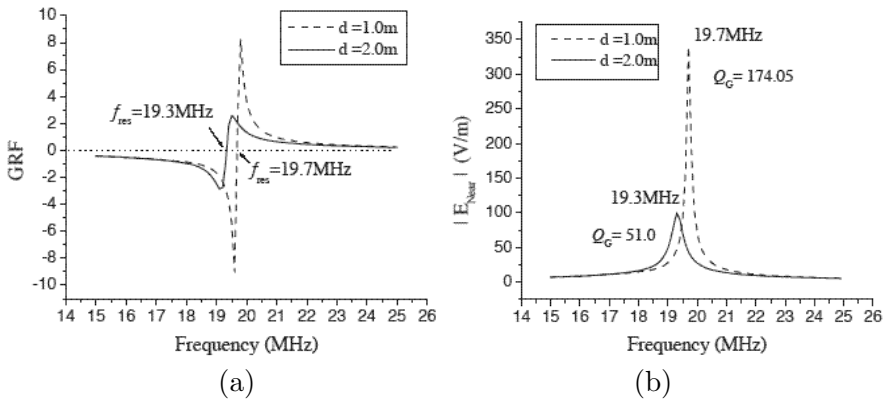 10
8
6
4
2
0
-2
-4
-6
-8
-10
GRF
d =1.0m
d =2.0m
f_res=19.3MHz
f_res=19.7MHz
14 15 16 17 18 19 20 21 22 23 24 25 26
Frequency (MHz)
(a)
350
300
250
200
150
100
50
0
| E_Near | (V/m)
d =1.0m
d =2.0m
19.7MHz
Q_G= 174.05
19.3MHz
Q_G= 51.0
14 15 16 17 18 19 20 21 22 23 24 25 26
Frequency (MHz)
(b)